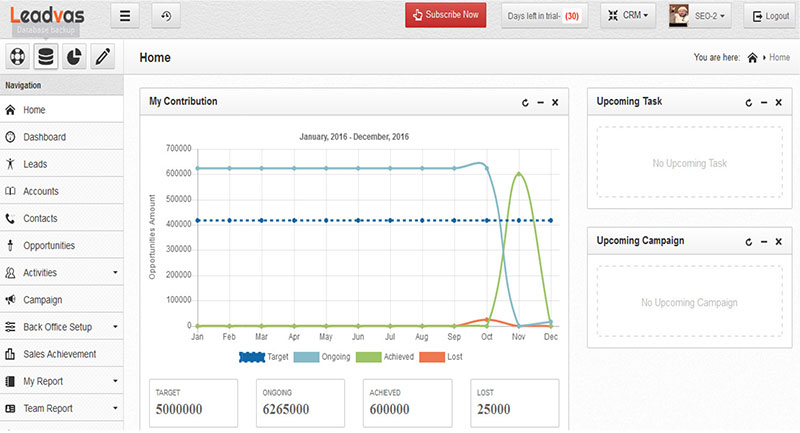 Leadvas
Database backup
Subscribe Now
Days left in trial- (30)
CRM
SEO-2
Logout
Home
You are here:
Home
Navigation
Home
Dashboard
Leads
Accounts
Contacts
Opportunities
Activities
Campaign
Back Office Setup
Sales Achievement
My Report
Team Report
My Contribution
January, 2016 - December, 2016
Opportunities Amount
700000
600000
500000
400000
300000
200000
100000
0
Jan Feb Mar Apr May Jun Jul Aug Sep Oct Nov Dec
Target Ongoing Achieved Lost
TARGET
5000000
ONGOING
6265000
ACHIEVED
600000
LOST
25000
Upcoming Task
No Upcoming Task
Upcoming Campaign
No Upcoming Campaign